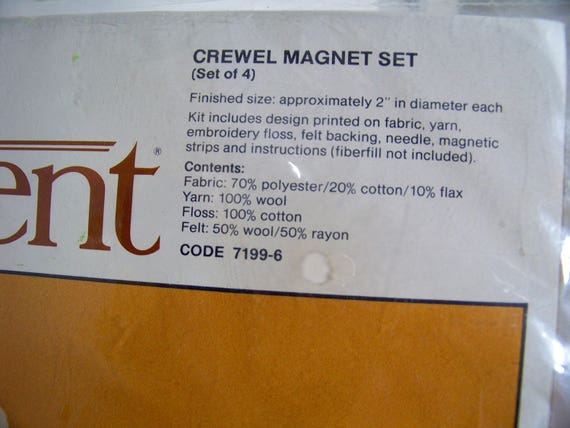 CREWEL MAGNET SET
(Set of 4)
Finished size: approximately 2" in diameter each
Kit includes design printed on fabric, yarn,
embroidery floss, felt backing, needle, magnetic
strips and instructions (fiberfill not included).
ent®
Contents:
Fabric: 70% polyester/20% cotton/10% flax
Yarn: 100% wool
Floss: 100% cotton
Felt: 50% wool/50% rayon
CODE 7199-6